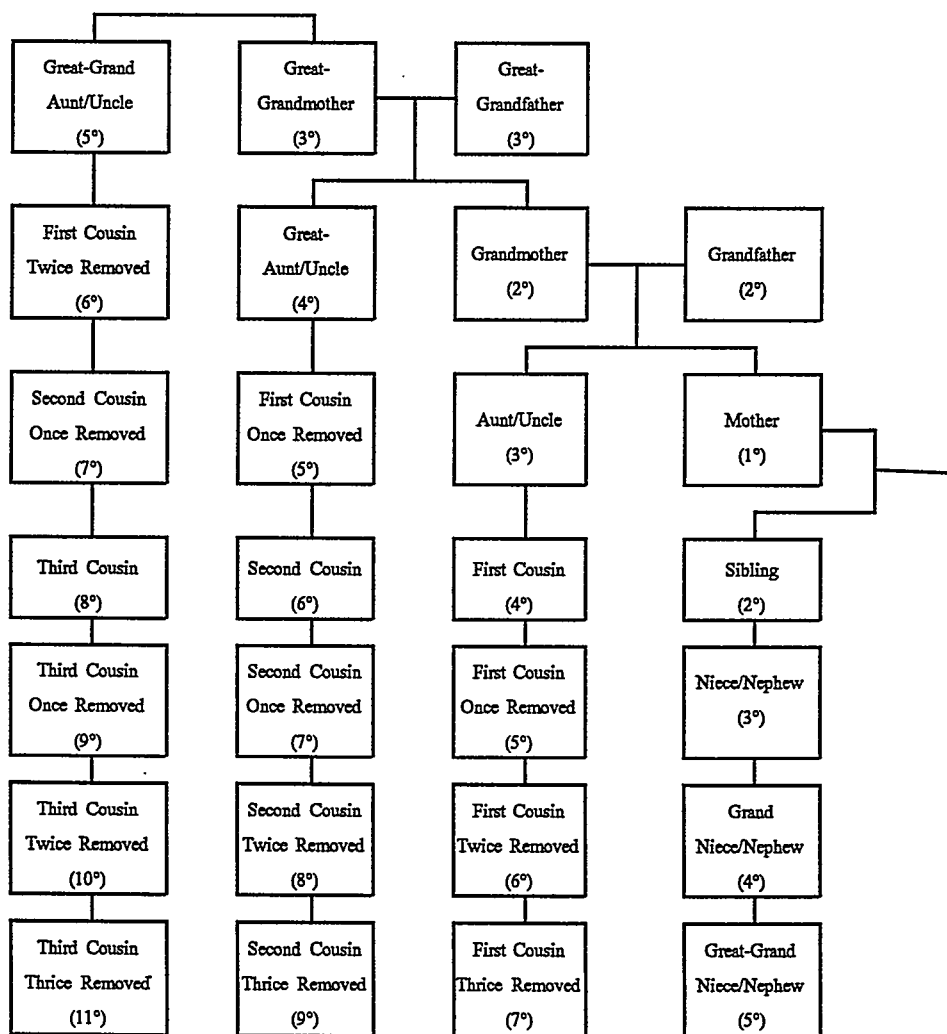 Great-Grand
Aunt/Uncle
(5°)
Great-
Grandmother
(3°)
Great-
Grandfather
(3°)
First Cousin
Twice Removed
(6°)
Great-
Aunt/Uncle
(4°)
Grandmother
(2°)
Grandfather
(2°)
Second Cousin
Once Removed
(7°)
First Cousin
Once Removed
(5°)
Aunt/Uncle
(3°)
Mother
(1°)
Third Cousin
(8°)
Second Cousin
(6°)
First Cousin
(4°)
Sibling
(2°)
Third Cousin
Once Removed
(9°)
Second Cousin
Once Removed
(7°)
First Cousin
Once Removed
(5°)
Niece/Nephew
(3°)
Third Cousin
Twice Removed
(10°)
Second Cousin
Twice Removed
(8°)
First Cousin
Twice Removed
(6°)
Grand
Niece/Nephew
(4°)
Third Cousin
Thrice Removed
(11°)
Second Cousin
Thrice Removed
(9°)
First Cousin
Thrice Removed
(7°)
Great-Grand
Niece/Nephew
(5°)